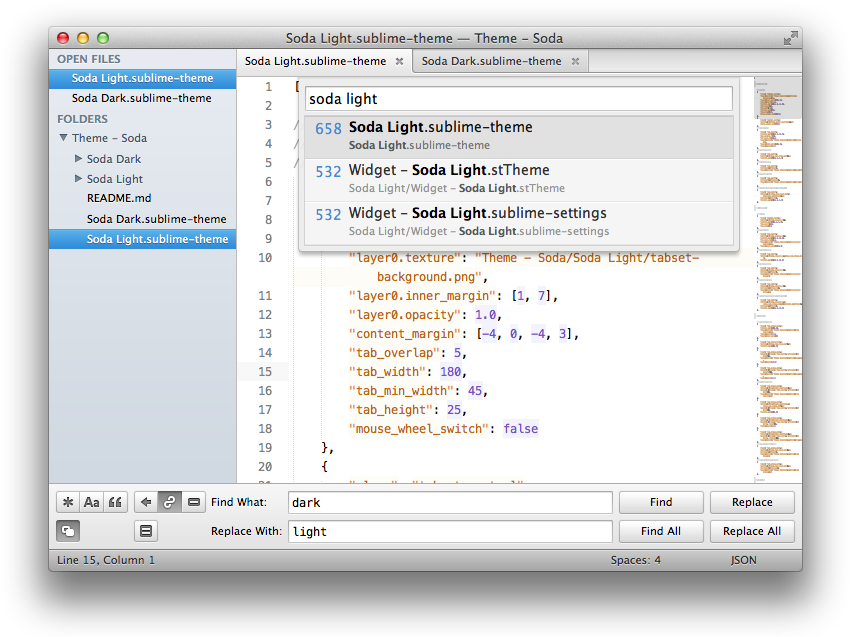 Soda Light.sublime-theme — Theme - Soda
OPEN FILES
Soda Light.sublime-theme
Soda Dark.sublime-theme
FOLDERS
Theme - Soda
Soda Dark
Soda Light
README.md
Soda Dark.sublime-theme
Soda Light.sublime-theme
Soda Light.sublime-theme ×
Soda Dark.sublime-theme ×
soda light
658 Soda Light.sublime-theme
Soda Light.sublime-theme
532 Widget – Soda Light.stTheme
Soda Light/Widget – Soda Light.stTheme
532 Widget – Soda Light.sublime-settings
Soda Light/Widget – Soda Light.sublime-settings
1 [
2
3 /
4 /
5 /
6
7
8
9
10 "layer0.texture": "Theme - Soda/Soda Light/tabset-
background.png",
11 "layer0.inner_margin": [1, 7],
12 "layer0.opacity": 1.0,
13 "content_margin": [-4, 0, -4, 3],
14 "tab_overlap": 5,
15 "tab_width": 180,
16 "tab_min_width": 45,
17 "tab_height": 25,
18 "mouse_wheel_switch": false
19 },
20 {
Aa
Find What: dark
Find
Replace
Replace With: light
Find All
Replace All
Line 15, Column 1
Spaces: 4
JSON